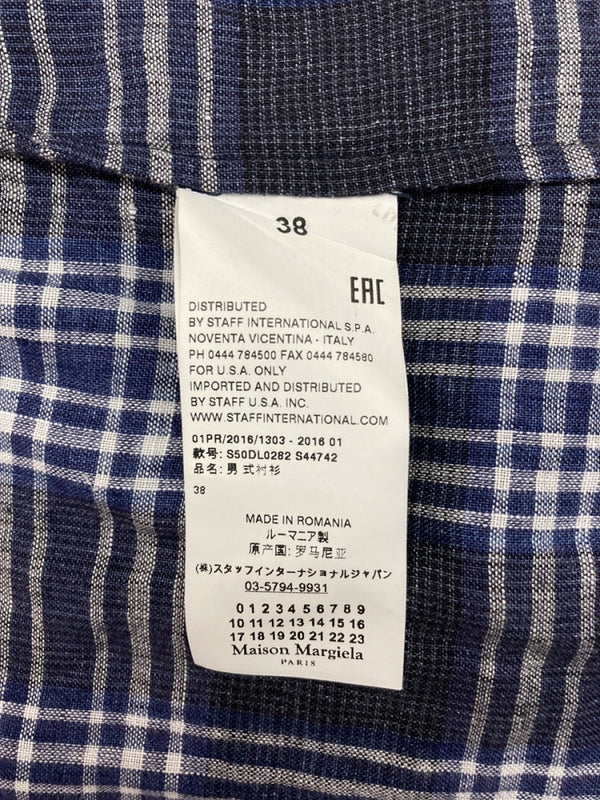 38
EAC
DISTRIBUTED
BY STAFF INTERNATIONAL S.P.A.
NOVENTA VICENTINA - ITALY
PH 0444 784500 FAX 0444 784580
FOR U.S.A. ONLY
IMPORTED AND DISTRIBUTED
BY STAFF U.S.A. INC.
WWW.STAFFINTERNATIONAL.COM
01PR/2016/1303 - 2016 01
款号: S50DL0282 S44742
品名: 男式衬衫
38
MADE IN ROMANIA
ルーマニア製
原产国: 罗马尼亚
(株)スタッフインターナショナルジャパン
03-5794-9931
0 1 2 3 4 5 6 7 8 9
10 11 12 13 14 15 16
17 18 19 20 21 22 23
Maison Margiela
PARIS